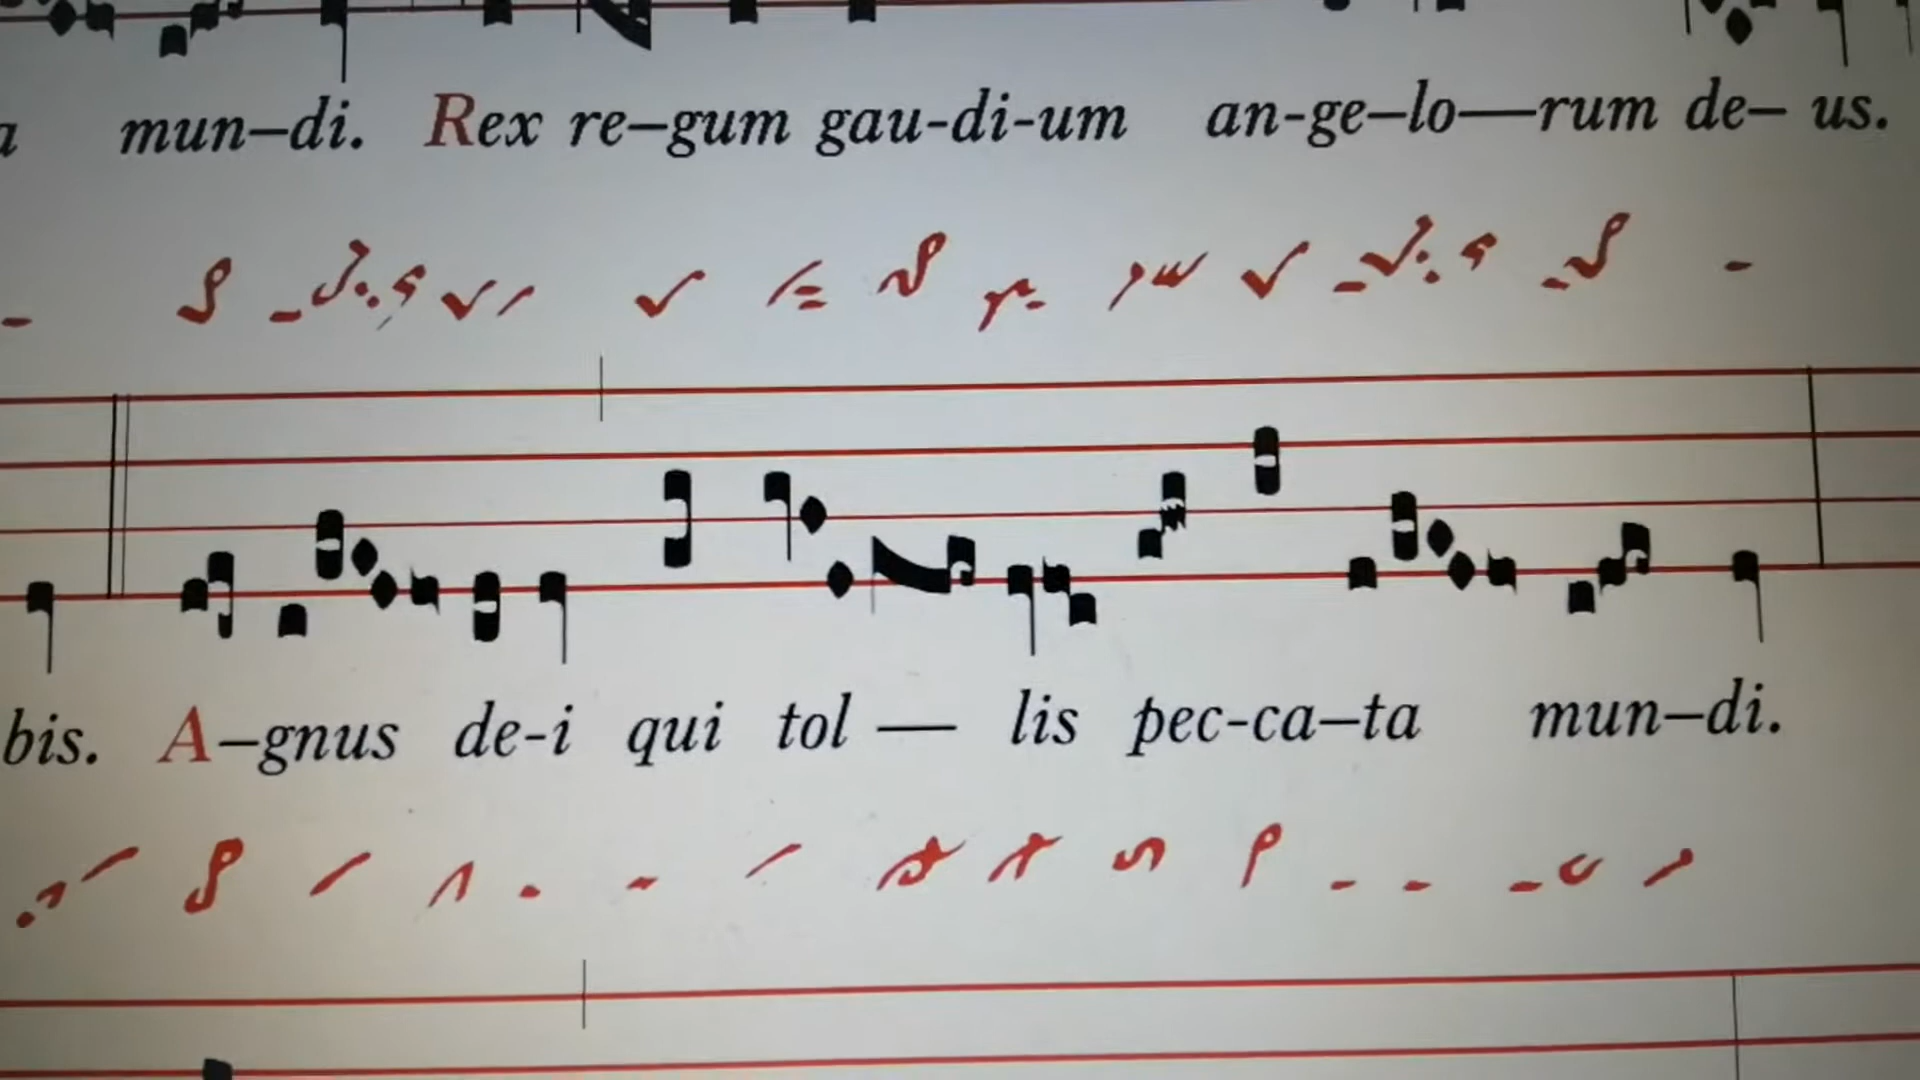 mun–di. Rex re–gum gau-di-um an-ge–lo—rum de– us.
bis. A–gnus de-i qui tol — lis pec-ca–ta mun–di.